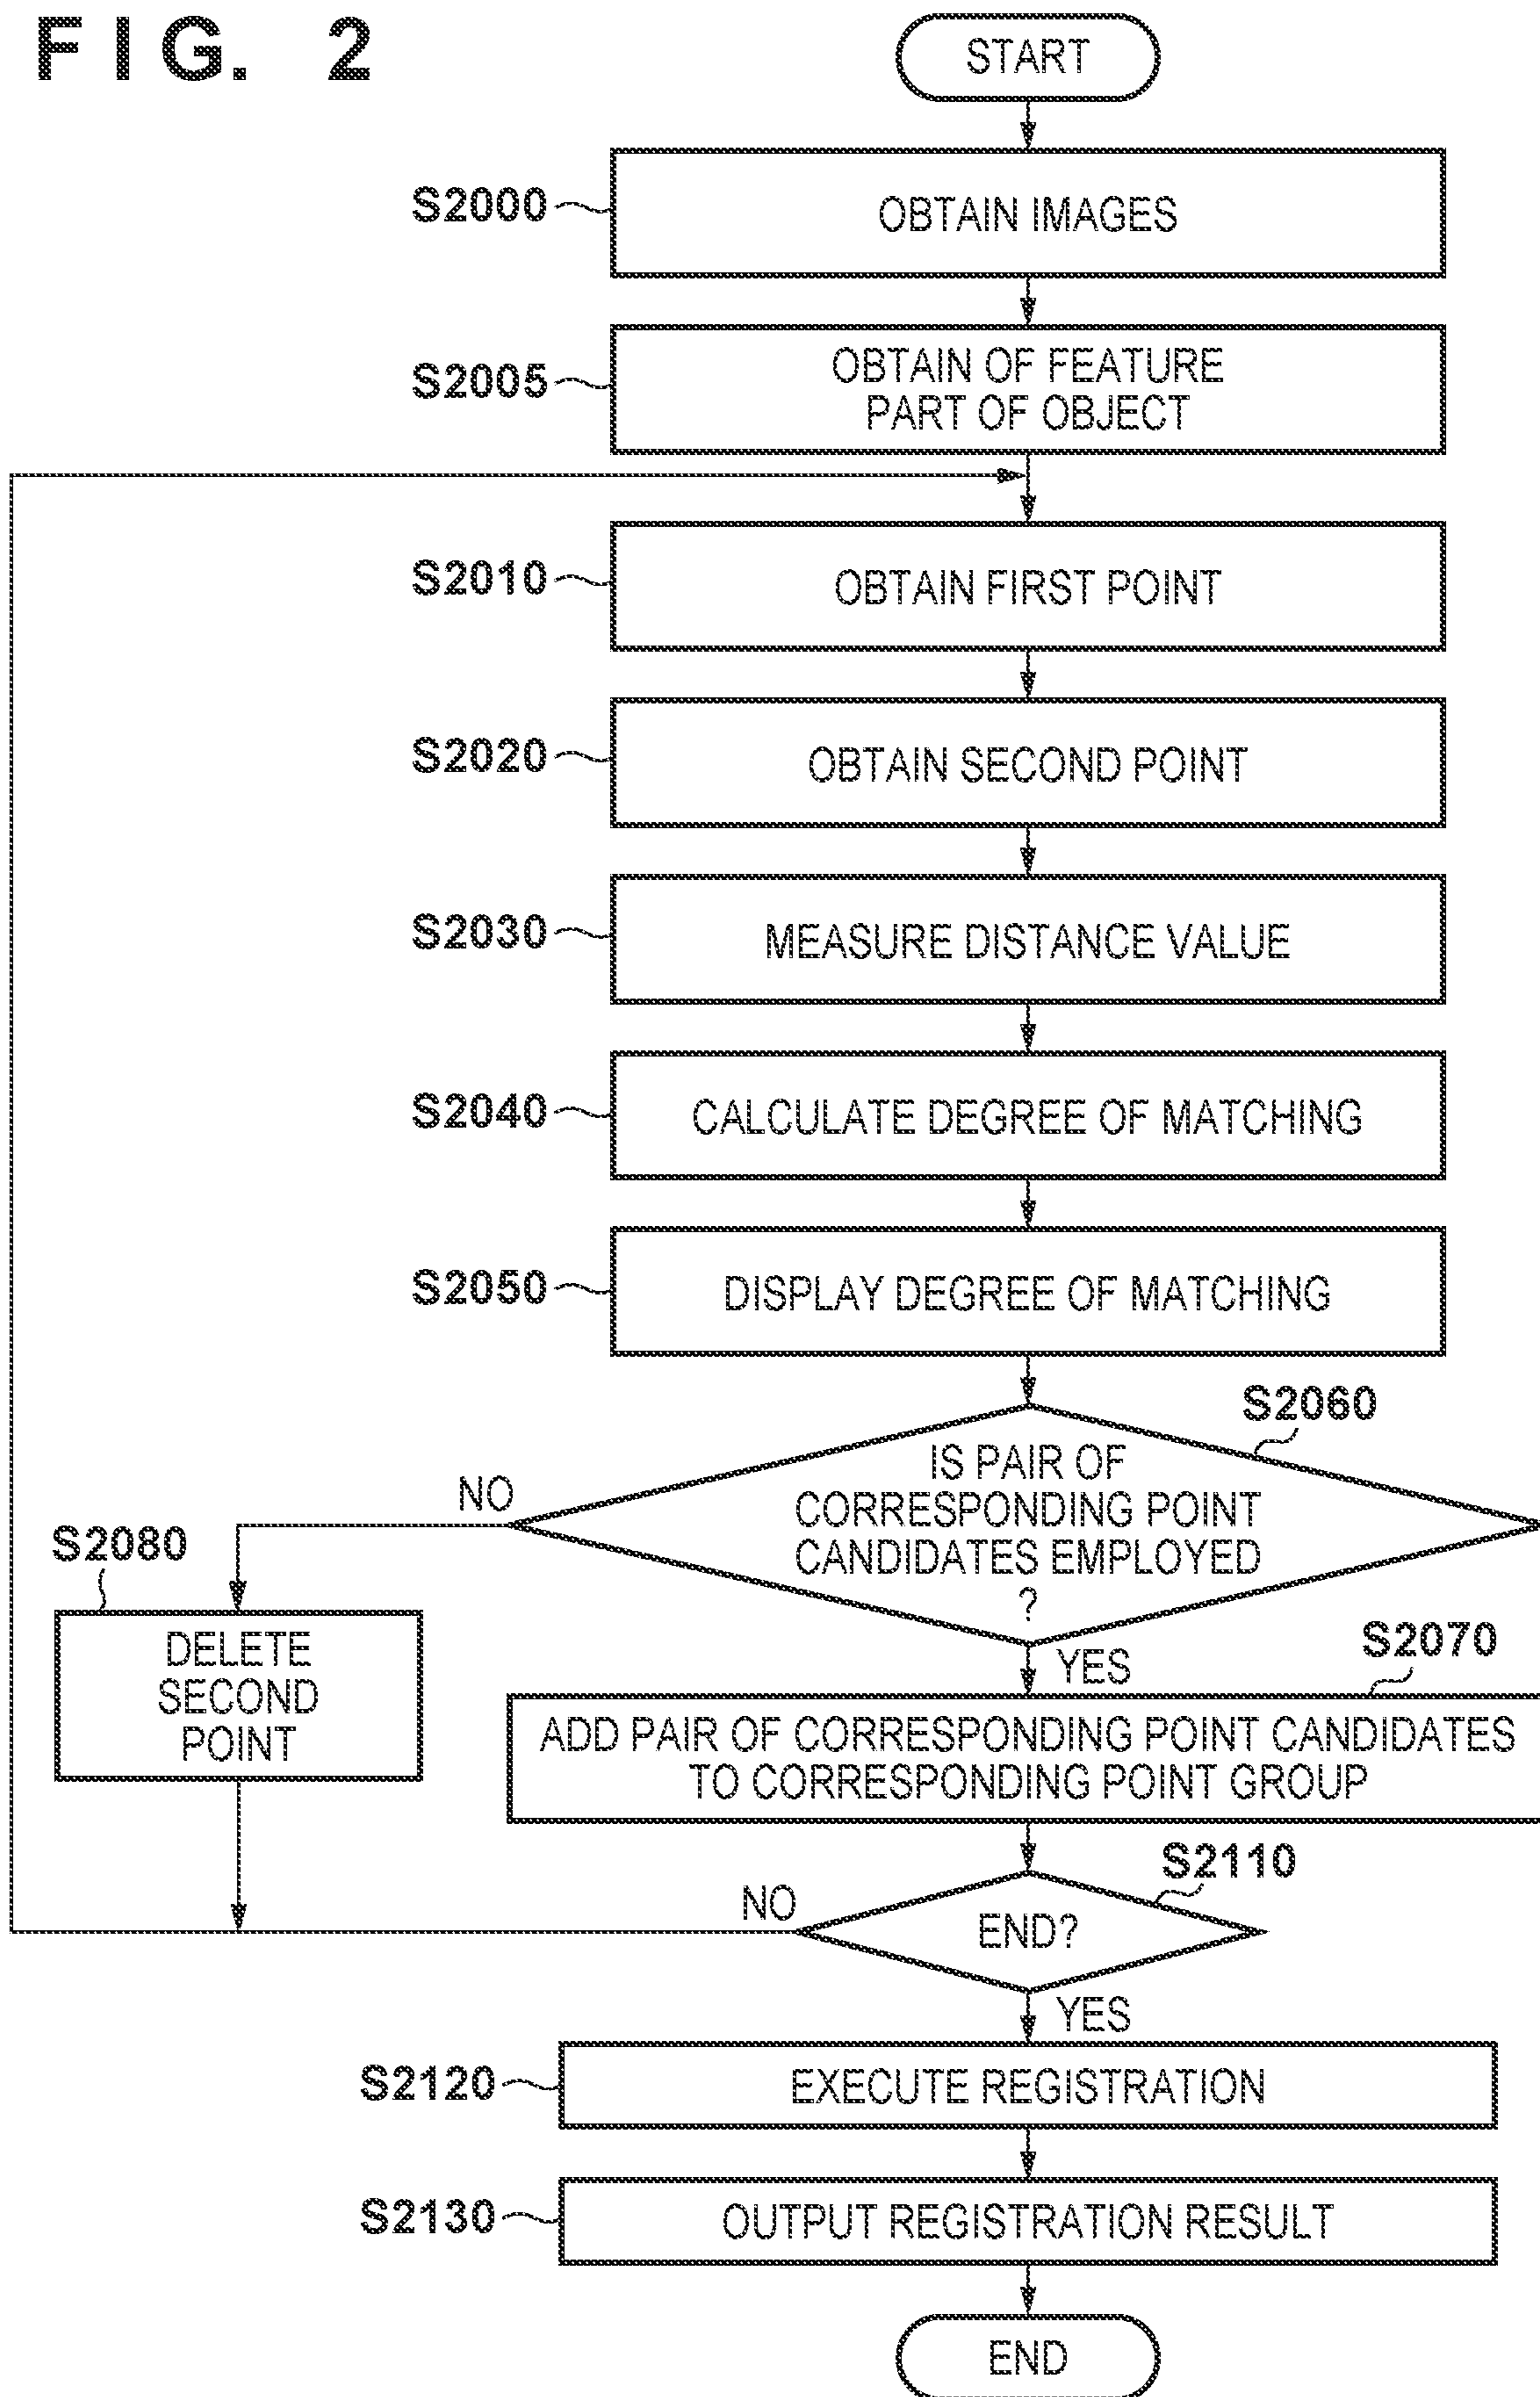 FIG. 2
START
S2000
OBTAIN IMAGES
S2005
OBTAIN OF FEATURE
PART OF OBJECT
S2010
OBTAIN FIRST POINT
S2020
OBTAIN SECOND POINT
S2030
MEASURE DISTANCE VALUE
S2040
CALCULATE DEGREE OF MATCHING
S2050
DISPLAY DEGREE OF MATCHING
S2060
IS PAIR OF
CORRESPONDING POINT
CANDIDATES EMPLOYED
?
NO
S2080
DELETE
SECOND
POINT
YES
S2070
ADD PAIR OF CORRESPONDING POINT CANDIDATES
TO CORRESPONDING POINT GROUP
S2110
END?
NO
YES
S2120
EXECUTE REGISTRATION
S2130
OUTPUT REGISTRATION RESULT
END